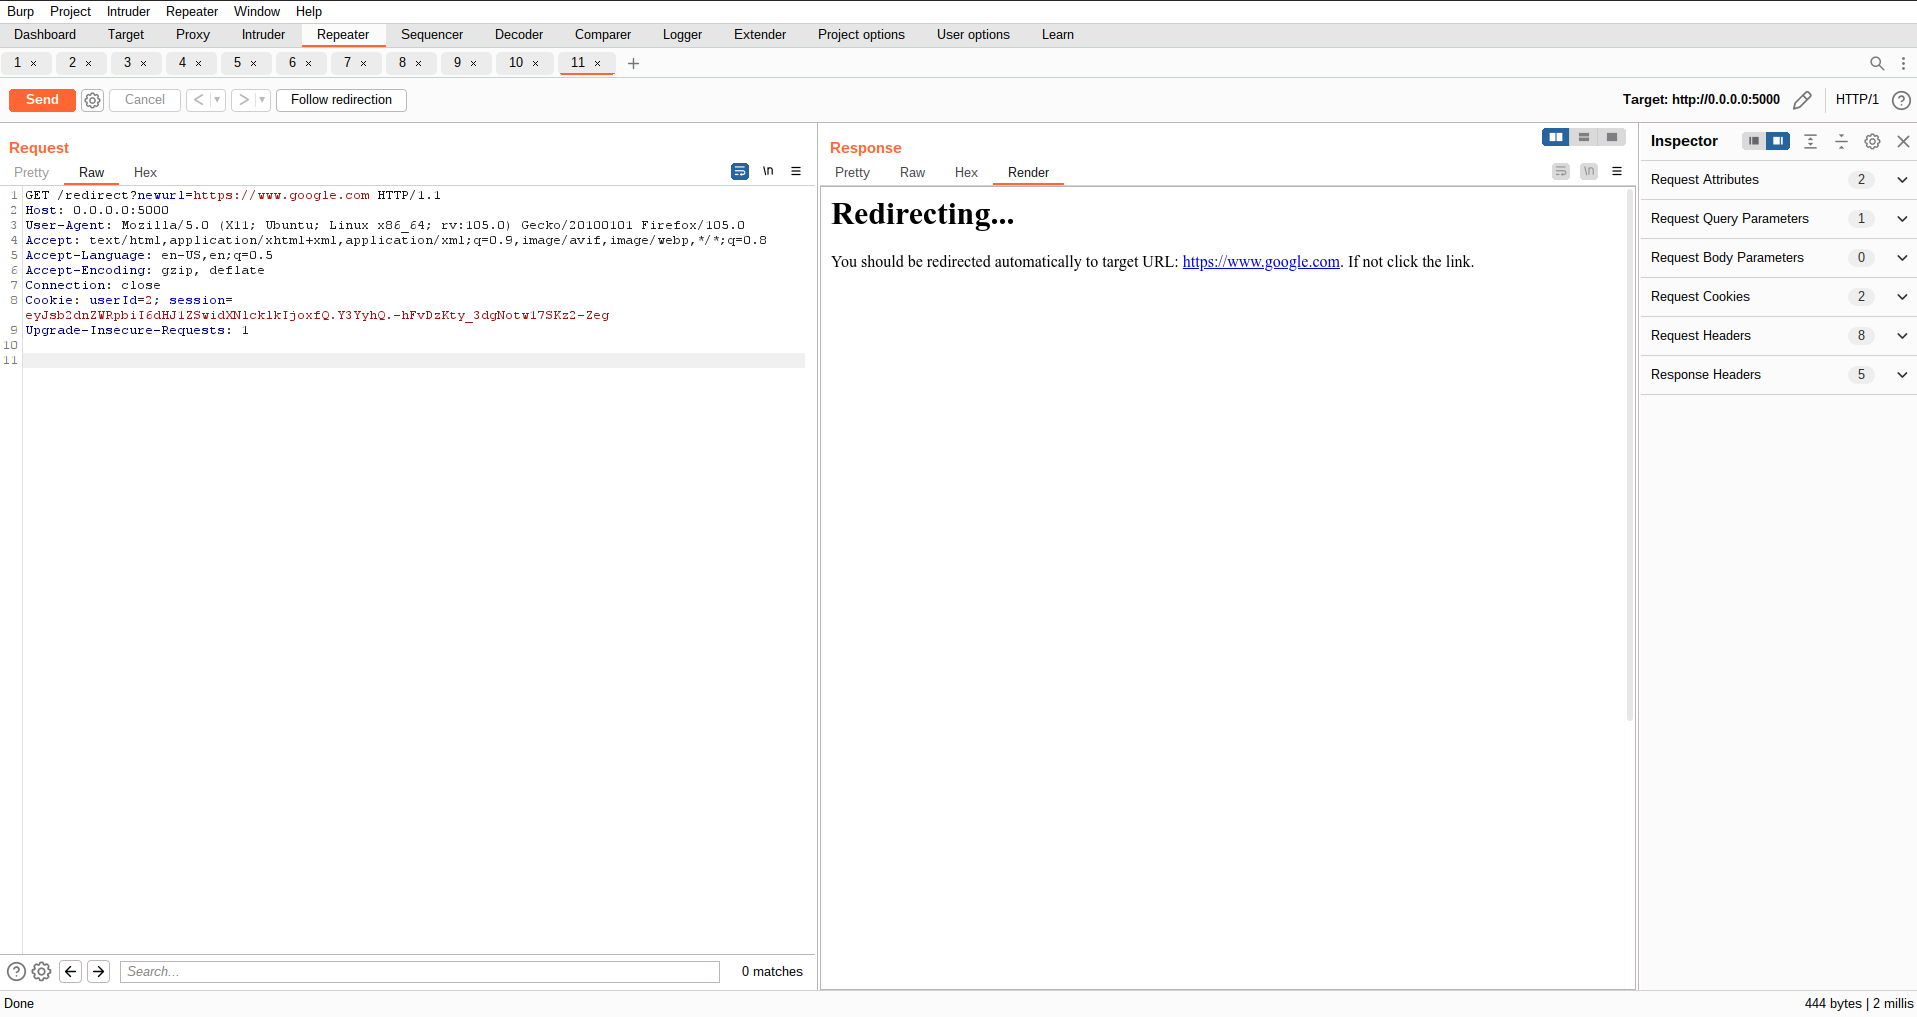 Burp Project Intruder Repeater Window Help
Dashboard Target Proxy Intruder Repeater Sequencer Decoder Comparer Logger Extender Project options User options Learn
1 × 2 × 3 × 4 × 5 × 6 × 7 × 8 × 9 × 10 × 11 × +
Send Cancel < > Follow redirection Target: http://0.0.0.0:5000 HTTP/1 ?
Request
Pretty Raw Hex \n
1 GET /redirect?newurl=https://www.google.com HTTP/1.1
2 Host: 0.0.0.0:5000
3 User-Agent: Mozilla/5.0 (X11; Ubuntu; Linux x86_64; rv:105.0) Gecko/20100101 Firefox/105.0
4 Accept: text/html,application/xhtml+xml,application/xml;q=0.9,image/avif,image/webp,*/*;q=0.8
5 Accept-Language: en-US,en;q=0.5
6 Accept-Encoding: gzip, deflate
7 Connection: close
8 Cookie: userId=2; session=
eyJsb2dnZWRpbiI6dHJ1ZSwidXNlcklkIjoxfQ.Y3YyhQ.-hFvDzKty_3dgNotw17SKz2-Zeg
9 Upgrade-Insecure-Requests: 1
10
11
Response
Pretty Raw Hex Render \n
Redirecting...
You should be redirected automatically to target URL: https://www.google.com. If not click the link.
Inspector
Request Attributes 2
Request Query Parameters 1
Request Body Parameters 0
Request Cookies 2
Request Headers 8
Response Headers 5
? Search... 0 matches
Done 444 bytes | 2 millis